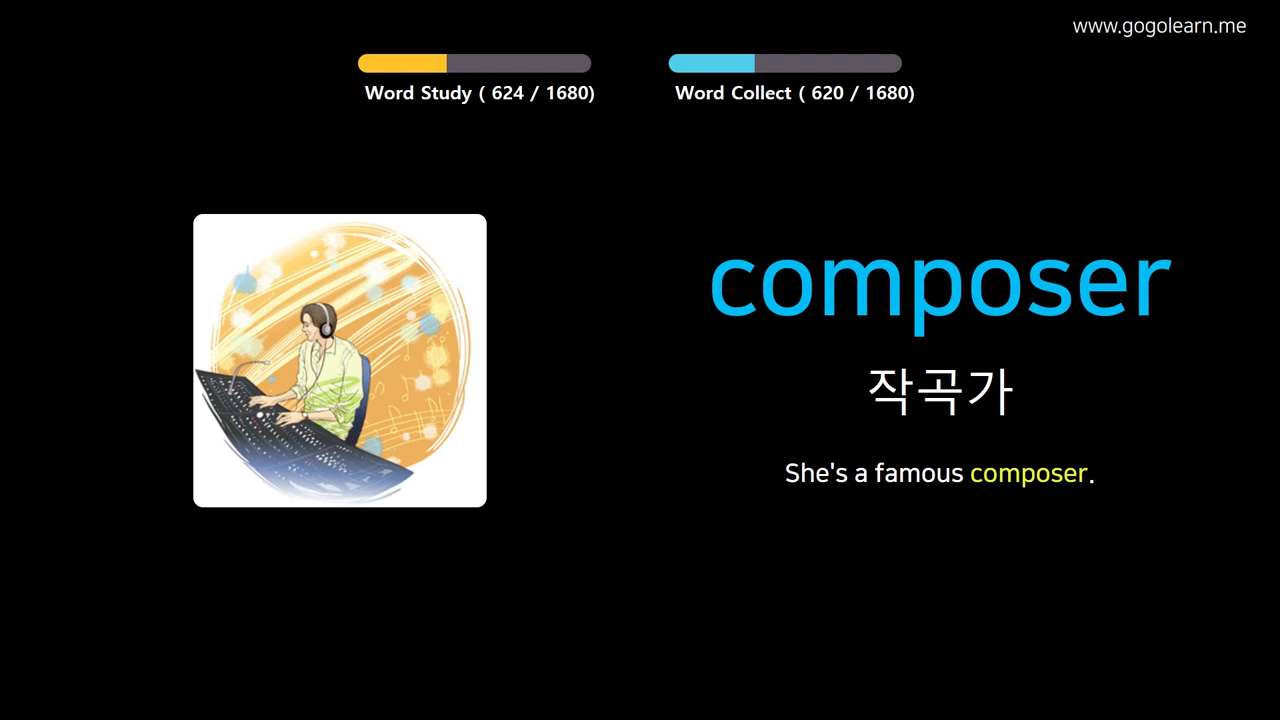 www.gogolearn.me
Word Study ( 624 / 1680)
Word Collect ( 620 / 1680)
composer
작곡가
She's a famous composer.